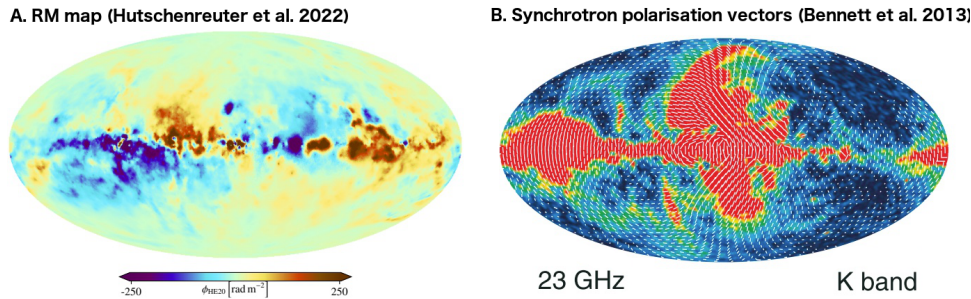 A. RM map (Hutschenreuter et al. 2022)
B. Synchrotron polarisation vectors (Bennett et al. 2013)
-250
ϕHE20 [rad m⁻²]
250
23 GHz
K band